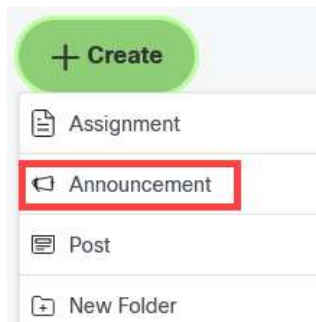 + Create
Assignment
Announcement
Post
New Folder